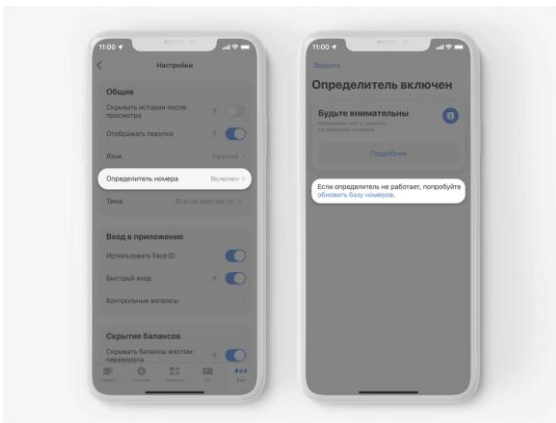 11:00
Настройки
Общие
Скрывать истории после
просмотра
?
Отображать покупки
?
Язык
Русский >
Определитель номера
Включен >
Тема
Вход в приложение
Использовать Face ID
Быстрый вход
?
Контрольные вопросы
Скрытие балансов
Скрывать балансы жестом
переворота
?
11:00
Закрыть
Определитель включен
Будьте внимательны
Подробнее
Если определитель не работает, попробуйте
обновить базу номеров.